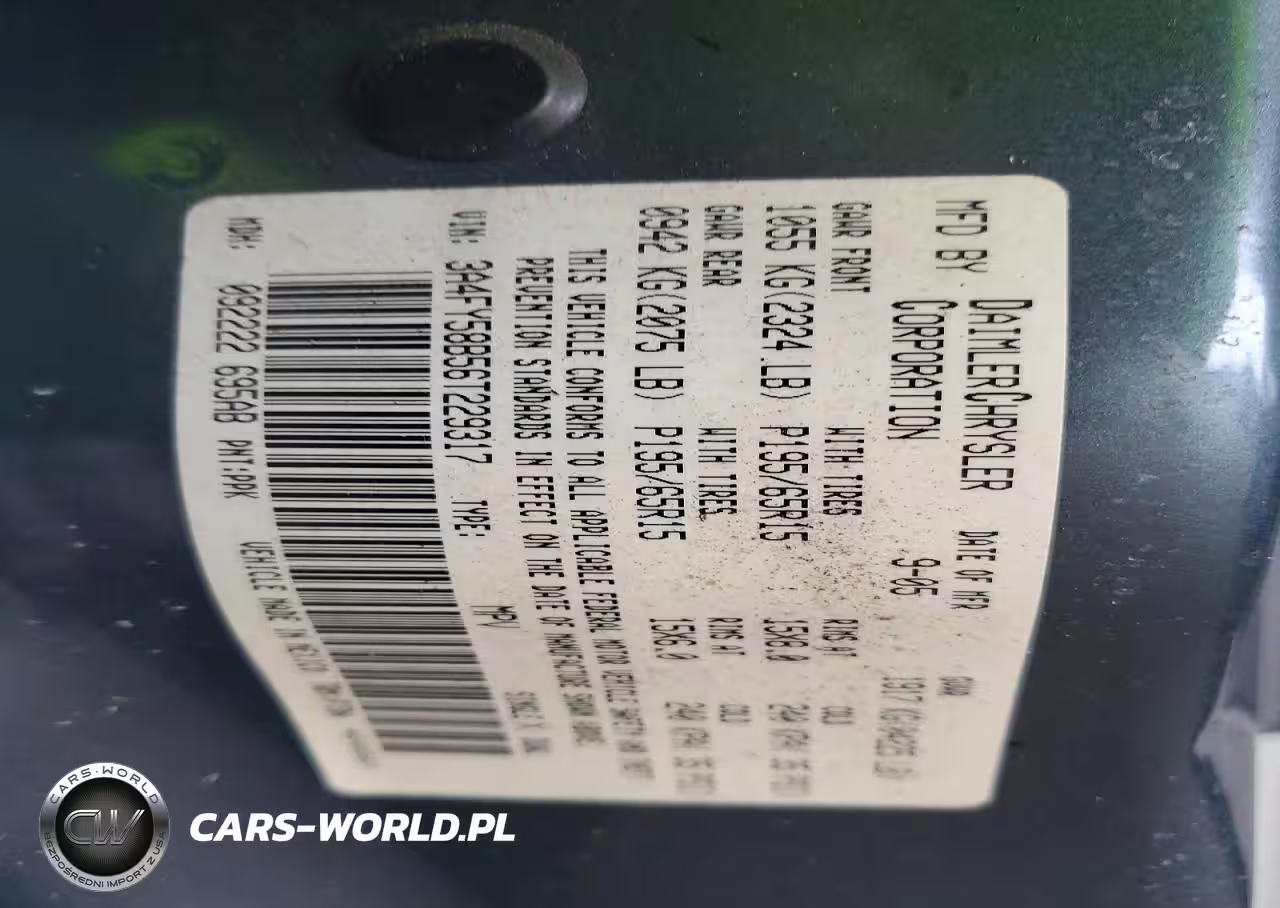 MFD BY DAIMLERCHRYSLER CORPORATION
DATE OF MFR 9-05
GVWR
GAWR FRONT WITH TIRES RIMS AT COLD
1055 KG(2324 LB) P195/65R15 15X6.0
GAWR REAR WITH TIRES RIMS AT COLD
0942 KG(2075 LB) P195/65R15 15X6.0
THIS VEHICLE CONFORMS TO ALL APPLICABLE FEDERAL MOTOR VEHICLE SAFETY AND THEFT
PREVENTION STANDARDS IN EFFECT ON THE DATE OF MANUFACTURE SHOWN ABOVE.
VIN: 3A4FY58B56T229317 TYPE: MPV
MDH: 092222 695AB PNT:PPK VEHICLE MADE IN MEXICO
CARS-WORLD
CW
BEZPOŚREDNI IMPORT Z USA
CARS-WORLD.PL